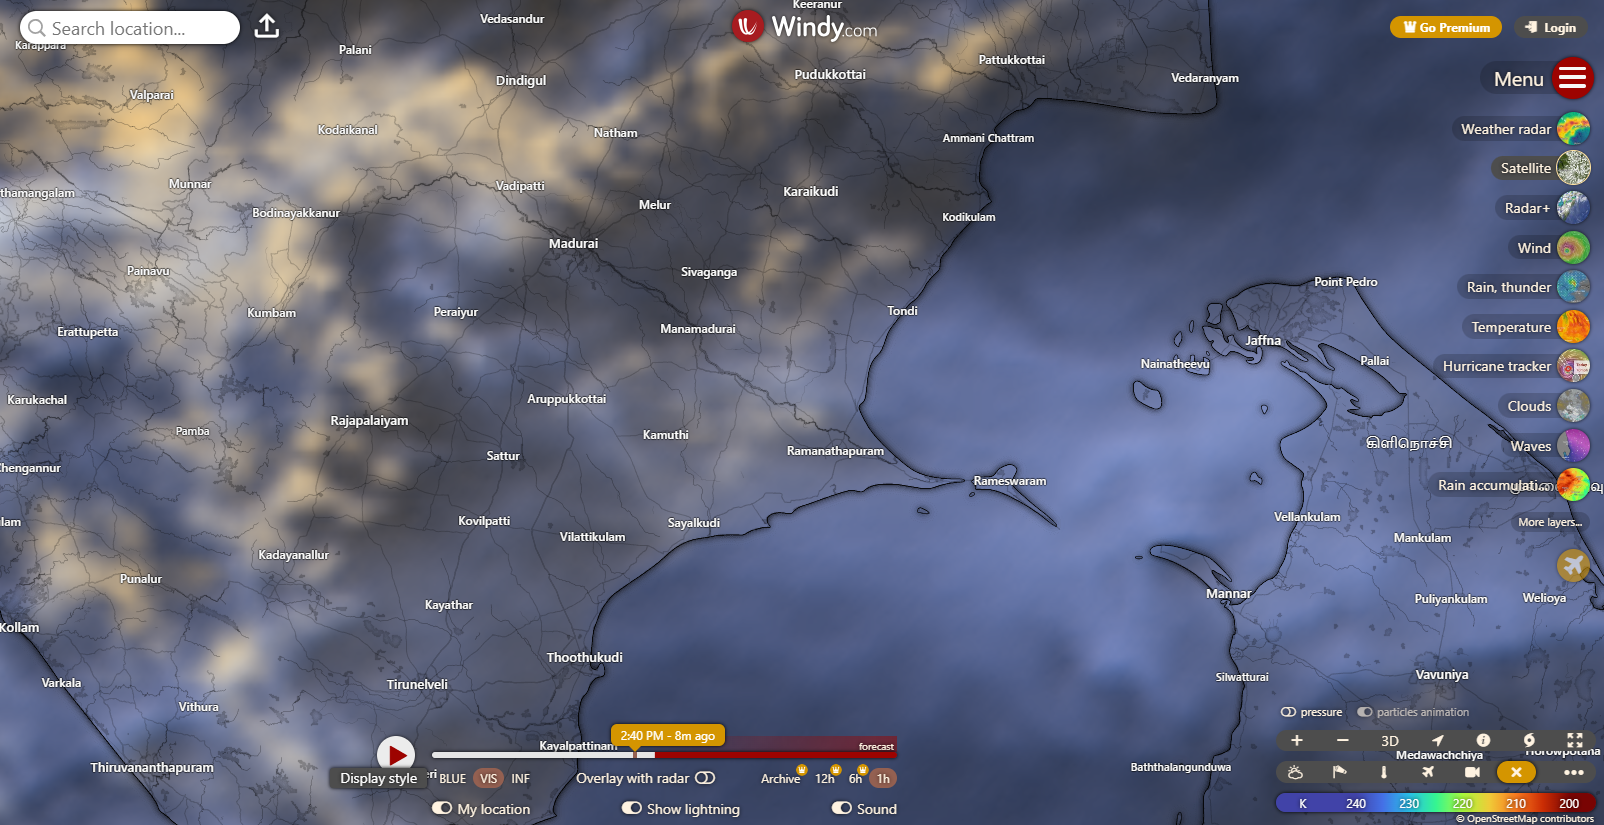 Search location...
Windy.com
Go Premium
Login
Menu
Weather radar
Satellite
Radar+
Wind
Rain, thunder
Temperature
Hurricane tracker
Clouds
Waves
Rain accumulati...
More layers...
Keeranur
Vedasandur
Karappara
Palani
Pattukkottai
Pudukkottai
Vedaranyam
Dindigul
Valparai
Kodaikanal
Natham
Ammani Chattram
Munnar
Vadipatti
Karaikudi
thamangalam
Melur
Bodinayakkanur
Kodikulam
Madurai
Painavu
Sivaganga
Point Pedro
Kumbam
Peraiyur
Tondi
Erattupetta
Manamadurai
Jaffna
Nainatheevu
Pallai
Karukachal
Aruppukkottai
Rajapalaiyam
Pamba
Kamuthi
கிளிநொச்சி
Ramanathapuram
Sattur
Chengannur
Rameswaram
Vellankulam
lam
Kovilpatti
Sayalkudi
Vilattikulam
Mankulam
Kadayanallur
Punalur
Mannar
Puliyankulam
Welioya
Kayathar
Kollam
Thoothukudi
Vavuniya
Silwatturai
Varkala
Tirunelveli
Vithura
Kayalpattinam
Thiruvananthapuram
Baththalangunduwa
Medawachchiya
Horowpotana
2:40 PM - 8m ago
forecast
Display style
eri
BLUE VIS INF
Overlay with radar
Archive 12h 6h 1h
My location
Show lightning
Sound
pressure
particles animation
3D
K 240 230 220 210 200
© OpenStreetMap contributors